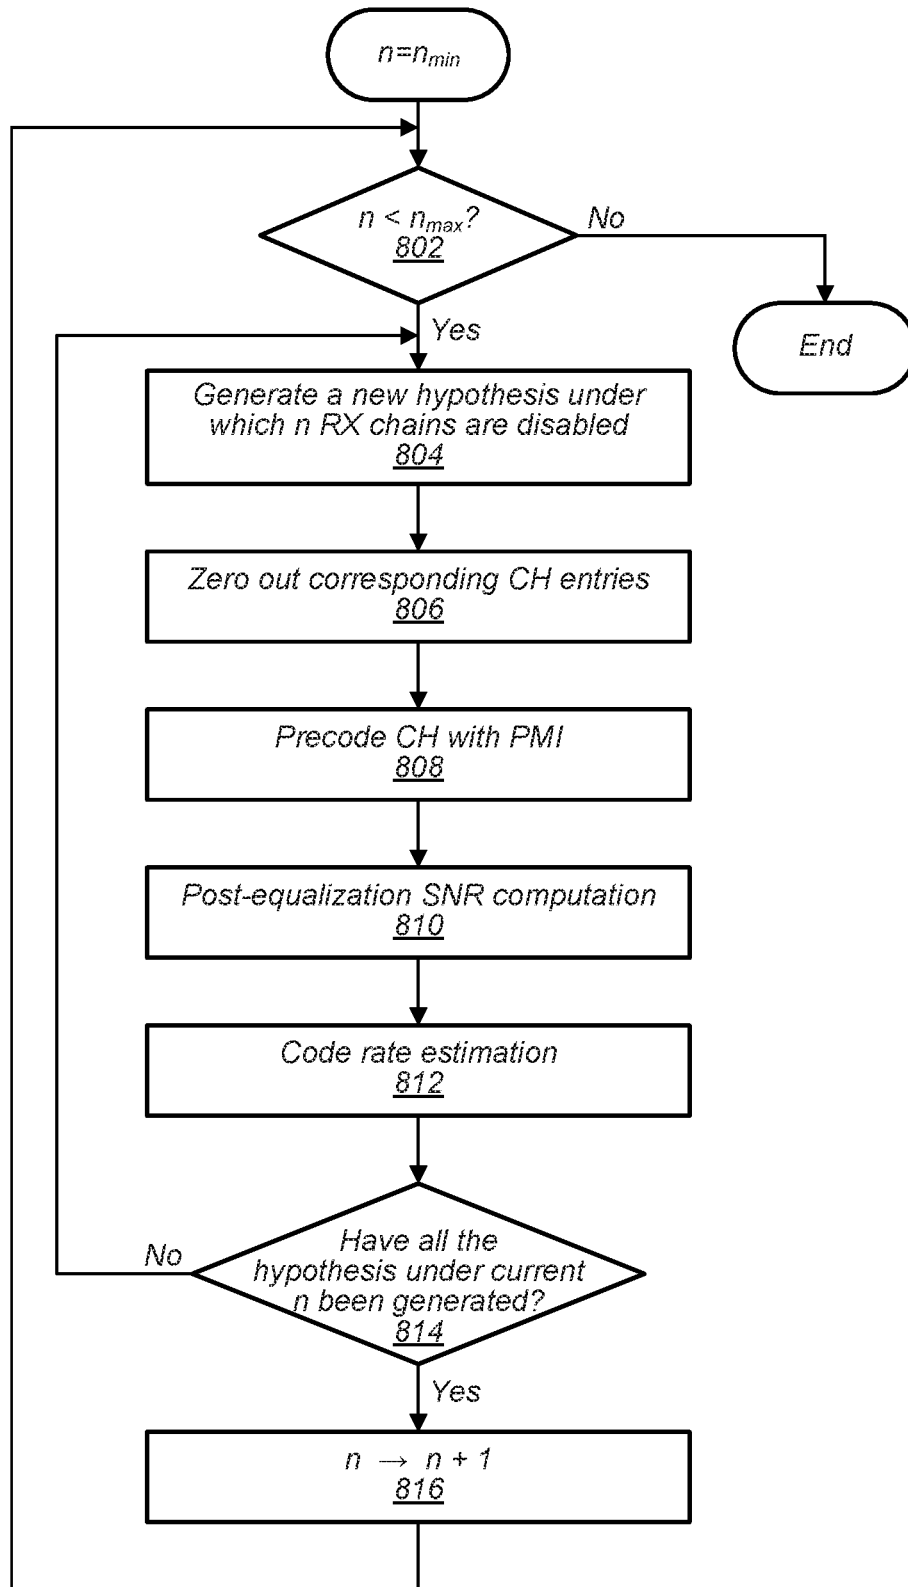 n=nmin
n < nmax?
802
No
End
Yes
Generate a new hypothesis under
which n RX chains are disabled
804
Zero out corresponding CH entries
806
Precode CH with PMI
808
Post-equalization SNR computation
810
Code rate estimation
812
No
Have all the
hypothesis under current
n been generated?
814
Yes
n → n + 1
816